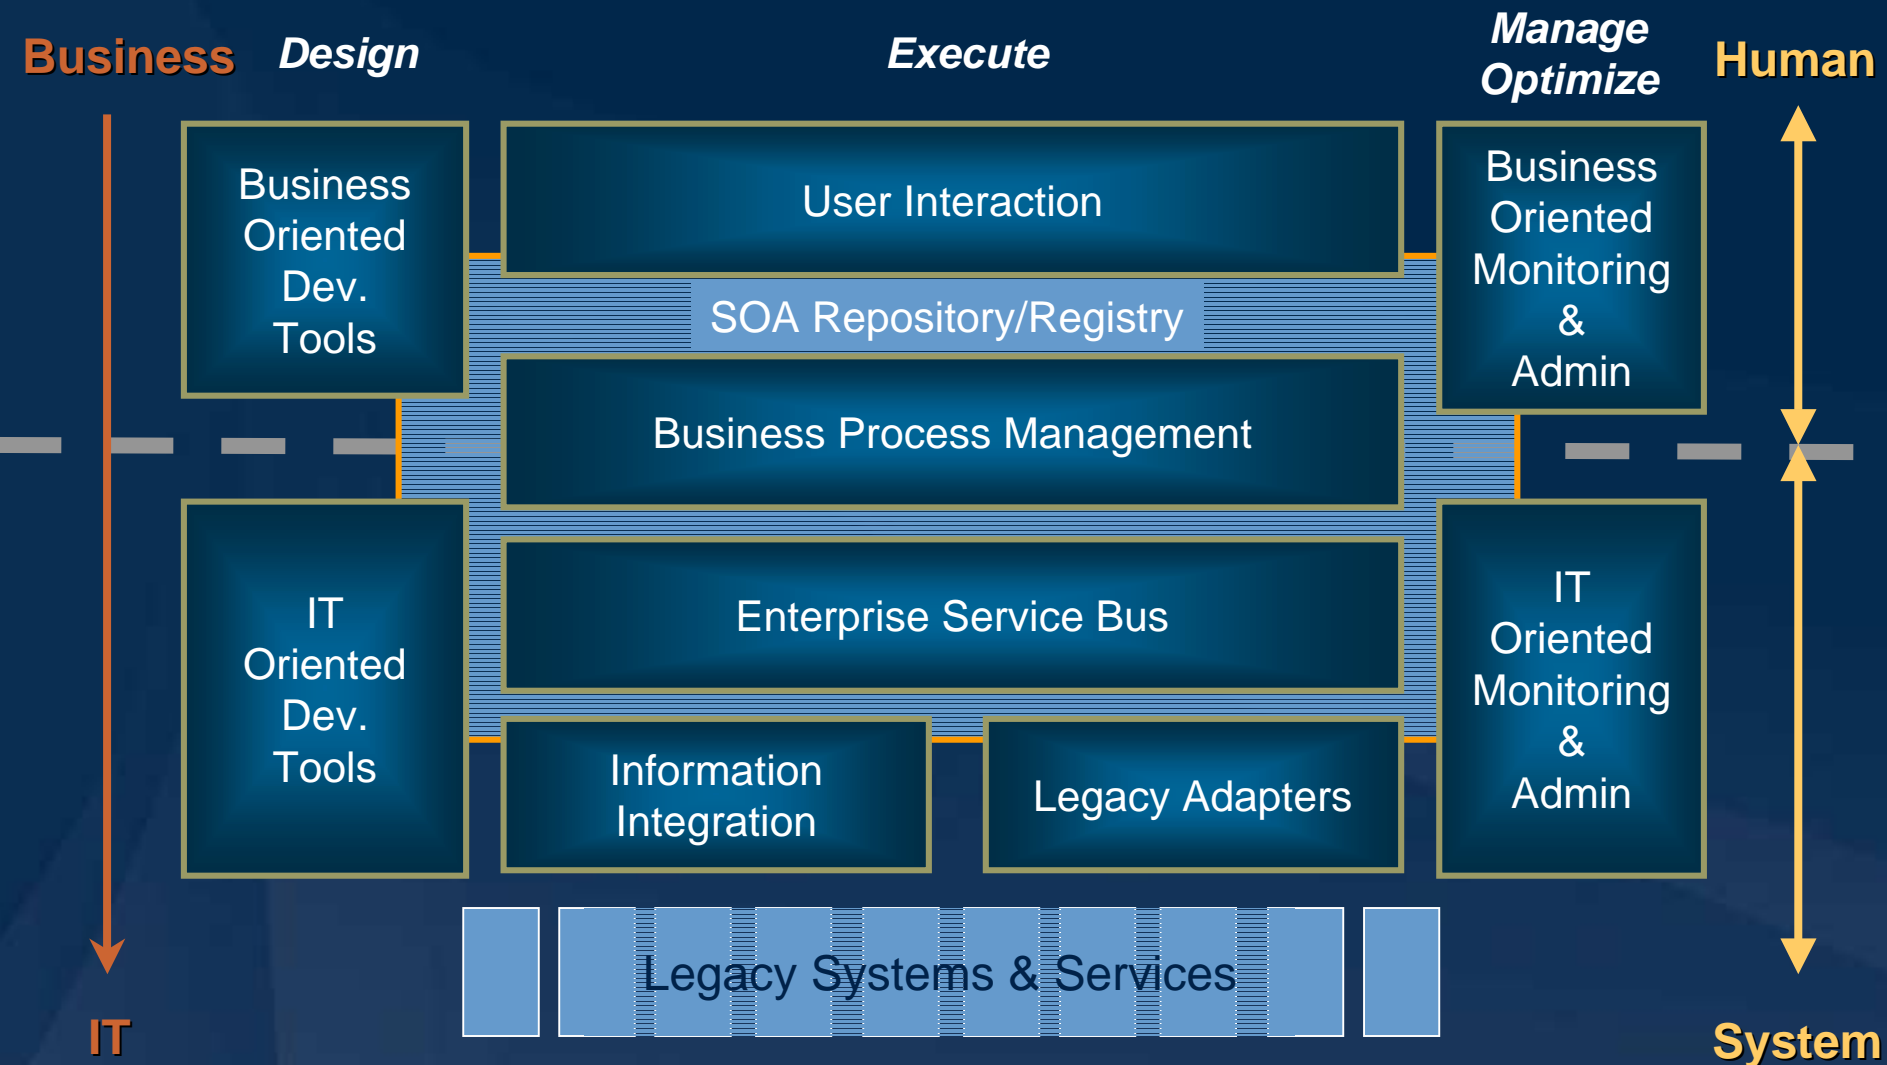 Business
Design
Execute
Manage
Optimize
Human
Business
Oriented
Dev.
Tools
User Interaction
Business
Oriented
Monitoring
&
Admin
SOA Repository/Registry
Business Process Management
IT
Oriented
Dev.
Tools
Enterprise Service Bus
IT
Oriented
Monitoring
&
Admin
Information
Integration
Legacy Adapters
Legacy Systems & Services
IT
System